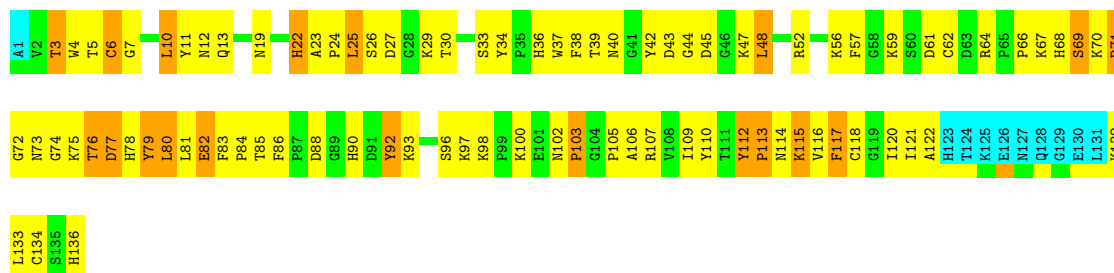 A1 V2 T3 W4 T5 C6 G7 L10 Y11 N12 Q13 N19 H22 A23 P24 L25 S26 D27 G28 K29 T30 S33 Y34 P35 H36 W37 F38 T39 N40 G41 Y42 D43 G44 D45 G46 K47 L48 R52 K56 F57 G58 K59 S60 D61 C62 D63 R64 P65 P66 K67 H68 S69 K70
G72 N73 G74 K75 T76 D77 H78 Y79 L80 L81 E82 F83 P84 T85 F86 P87 D88 G89 H90 D91 Y92 K93 S96 K97 K98 P99 K100 E101 N102 P103 G104 P105 A106 R107 V108 I109 Y110 T111 Y112 P113 N114 K115 V116 F117 C118 G119 I120 I121 A122 H123 T124 K125 E126 N127 Q128 G129 E130 L131
L133 C134 S135 H136